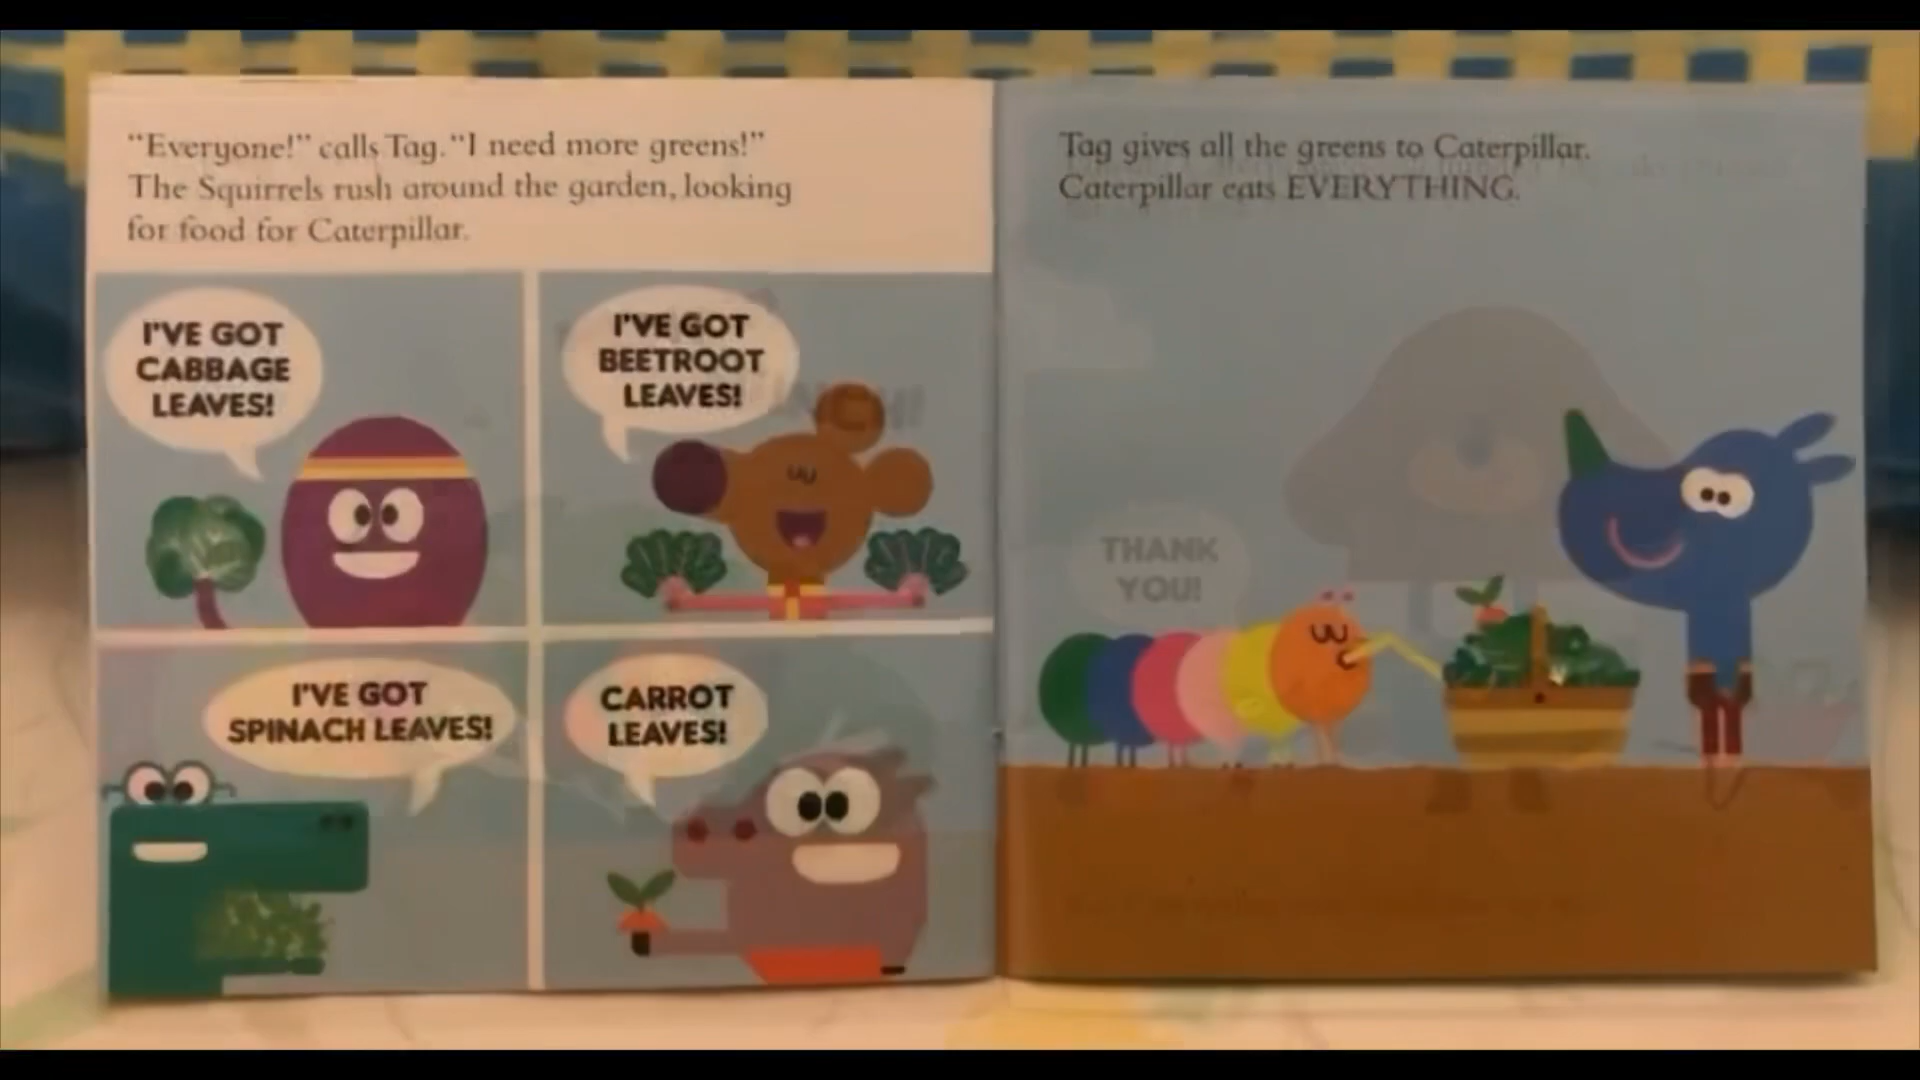 “Everyone!” calls Tag. “I need more greens!”
The Squirrels rush around the garden, looking
for food for Caterpillar.
I'VE GOT
CABBAGE
LEAVES!
I'VE GOT
BEETROOT
LEAVES!
I'VE GOT
SPINACH LEAVES!
CARROT
LEAVES!
Tag gives all the greens to Caterpillar.
Caterpillar eats EVERYTHING.
THANK
YOU!